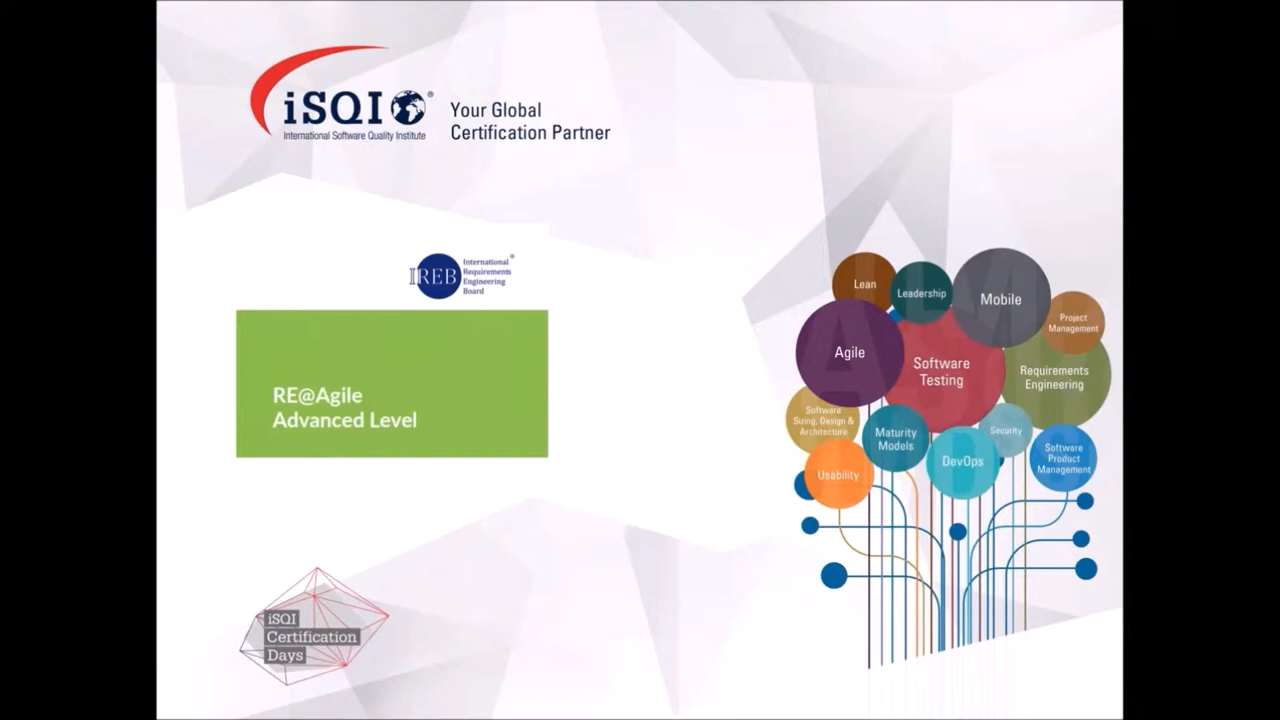 iSQI ®
International Software Quality Institute
Your Global
Certification Partner
IREB
International ®
Requirements
Engineering
Board
RE@Agile
Advanced Level
Lean
Leadership
Mobile
Project
Management
Agile
Software
Testing
Requirements
Engineering
Software
Sizing, Design &
Architecture
Maturity
Models
Security
DevOps
Software
Product
Management
Usability
iSQI
Certification
Days